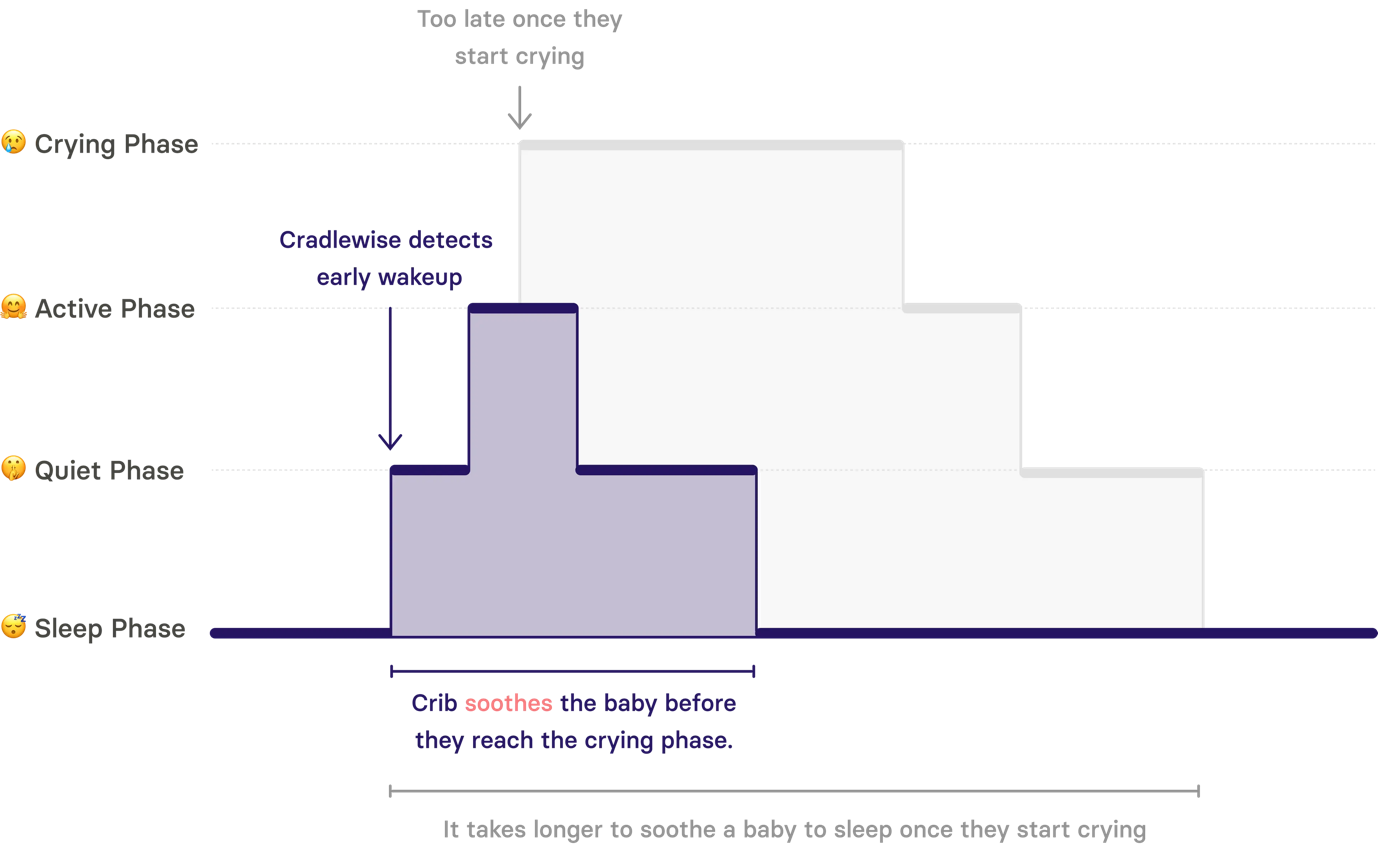 Too late once they
start crying
😢 Crying Phase
Cradlewise detects
early wakeup
🤗 Active Phase
🤫 Quiet Phase
😴 Sleep Phase
Crib soothes the baby before
they reach the crying phase.
It takes longer to soothe a baby to sleep once they start crying